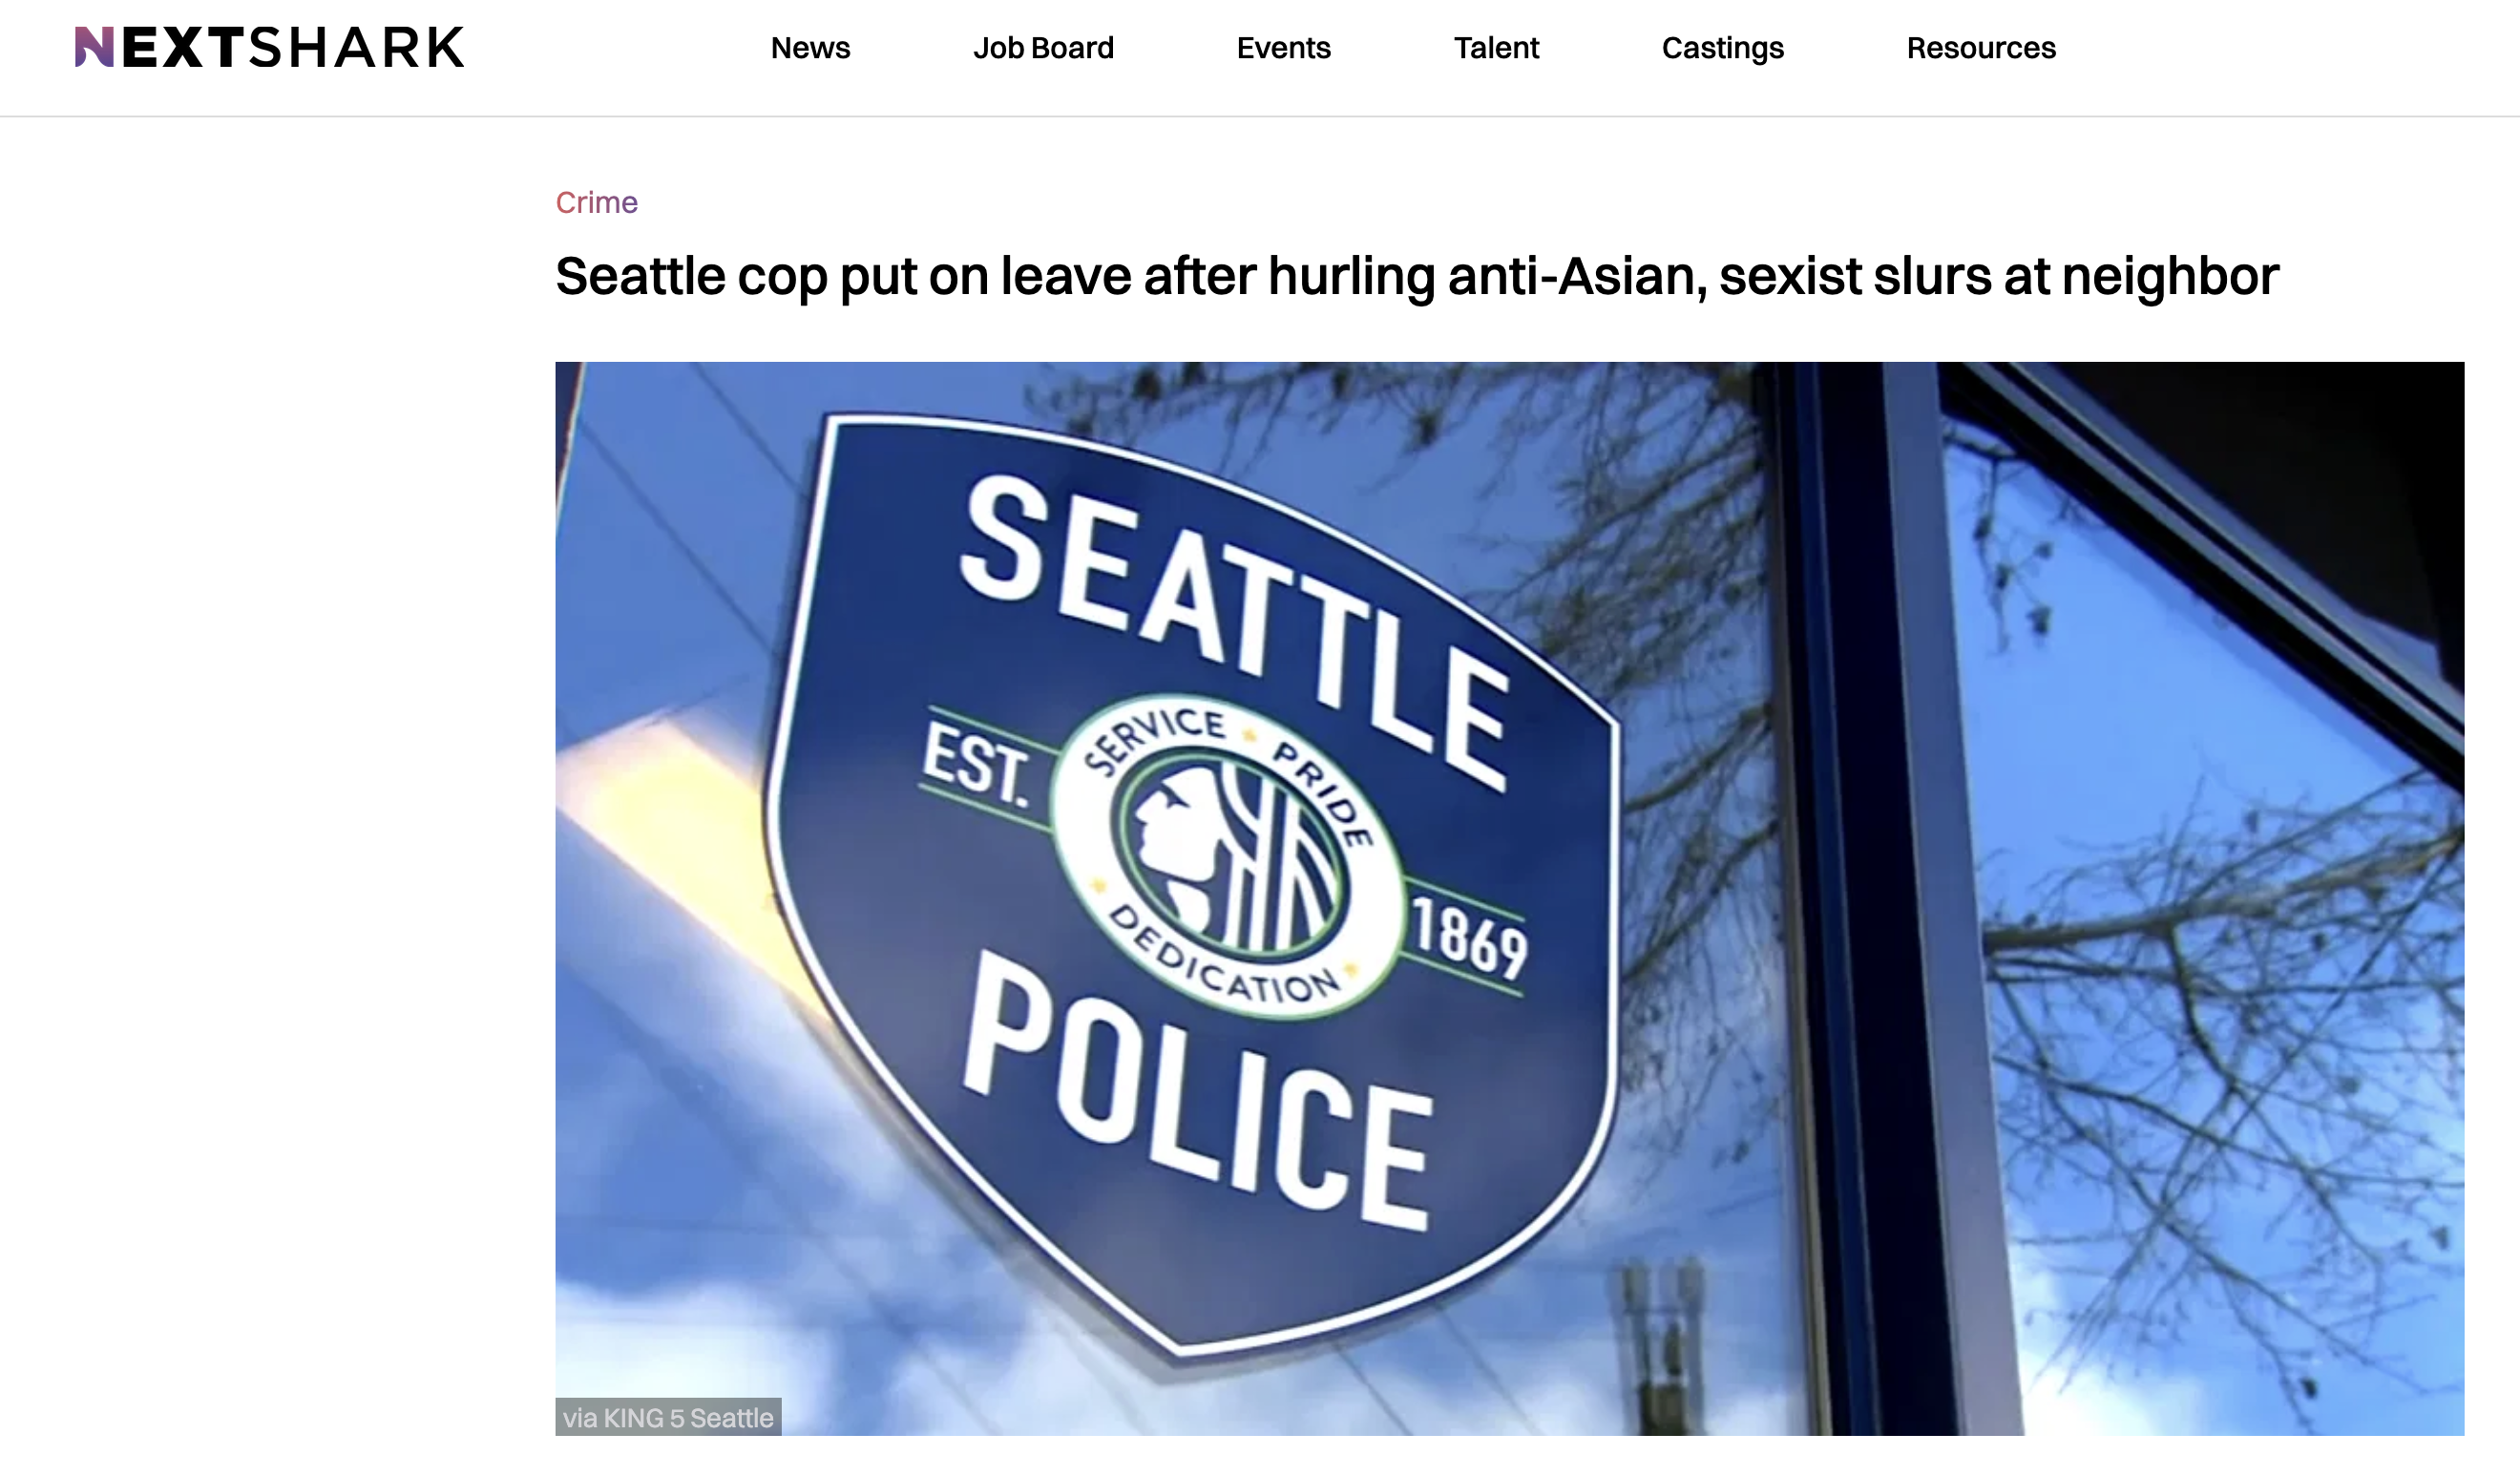 NEXTSHARK
News Job Board Events Talent Castings Resources
Crime
Seattle cop put on leave after hurling anti-Asian, sexist slurs at neighbor
SEATTLE
EST.
SERVICE PRIDE
DEDICATION
1869
POLICE
via KING 5 Seattle